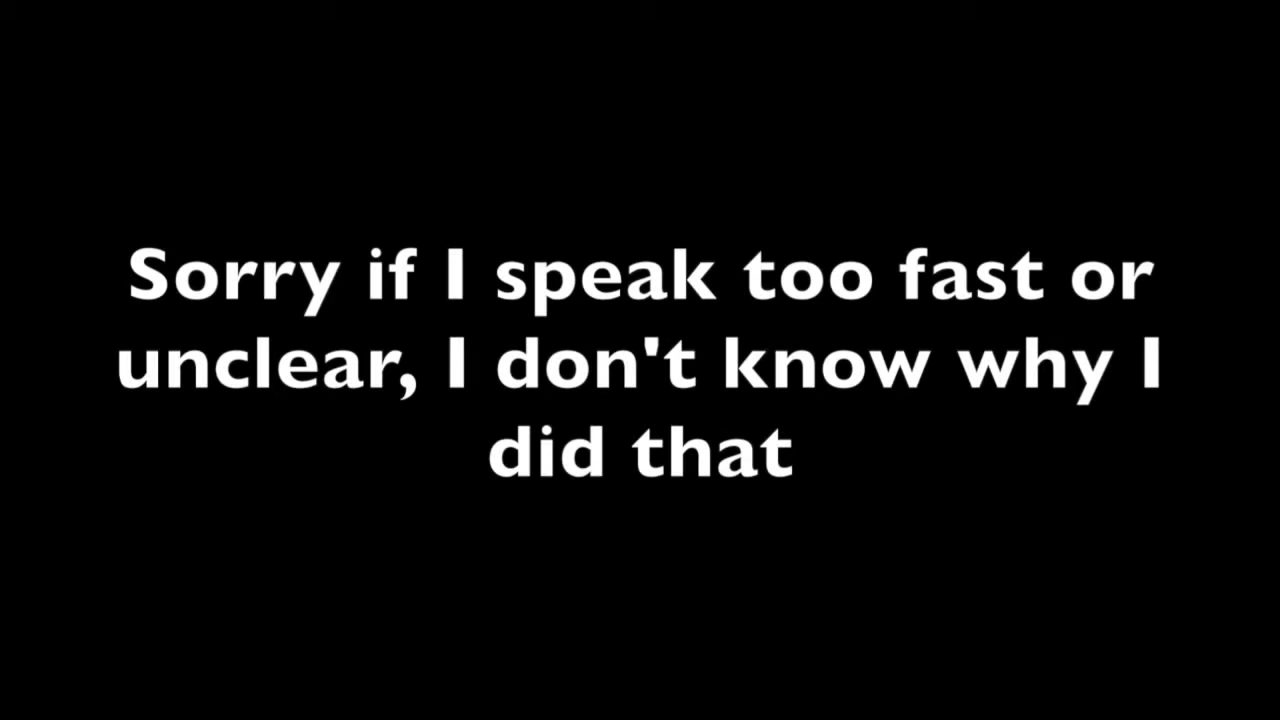 Sorry if I speak too fast or
unclear, I don't know why I
did that